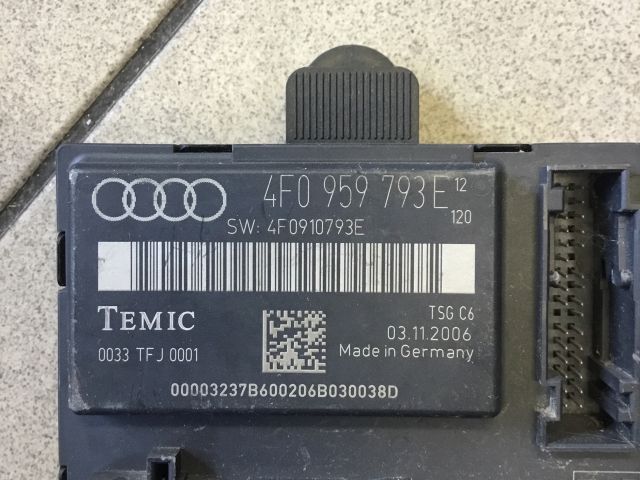 4F0 959 793E 12
120
SW: 4F0910793E
TEMIC
TSG C6
03.11.2006
0033 TFJ 0001
Made in Germany
00003237B600206B030038D